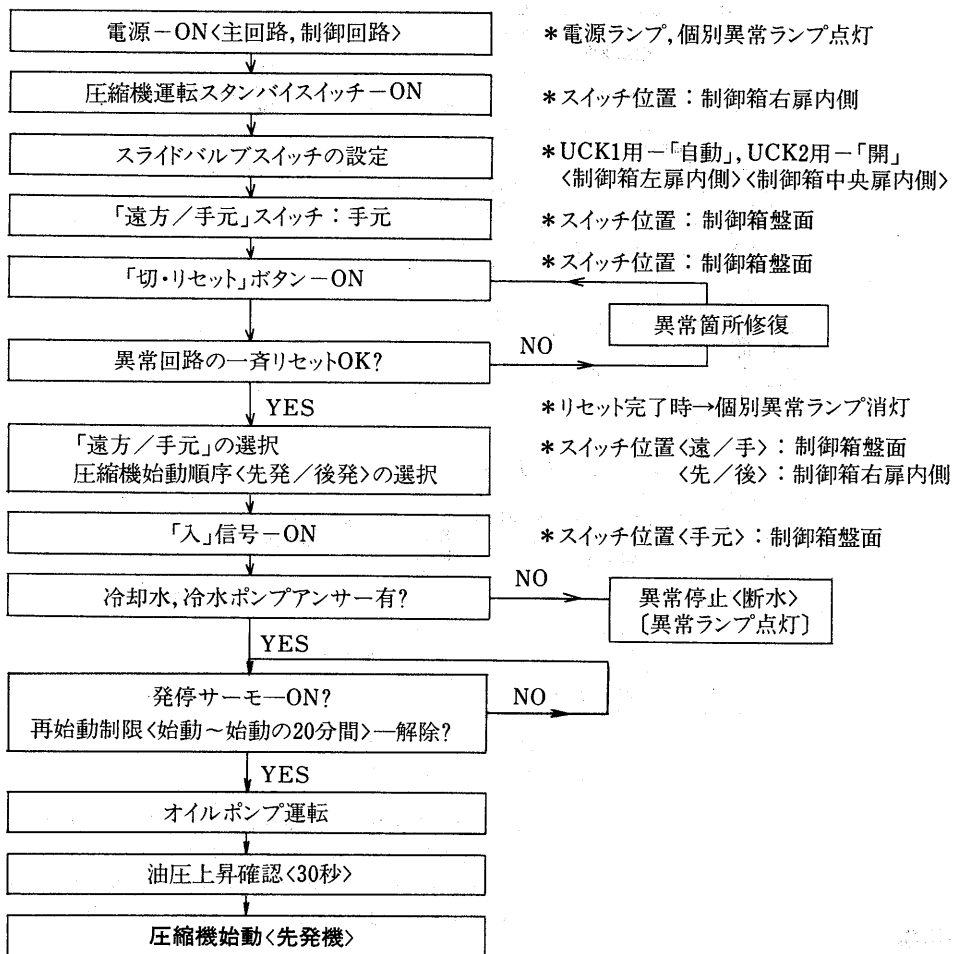 電源－ON〈主回路，制御回路〉
＊電源ランプ，個別異常ランプ点灯
圧縮機運転スタンバイスイッチ－ON
＊スイッチ位置：制御箱右扉内側
スライドバルブスイッチの設定
＊UCK1用－「自動」，UCK2用－「開」
〈制御箱左扉内側〉〈制御箱中央扉内側〉
「遠方／手元」スイッチ：手元
＊スイッチ位置：制御箱盤面
「切・リセット」ボタン－ON
＊スイッチ位置：制御箱盤面
異常箇所修復
異常回路の一斉リセットOK？
NO
YES
＊リセット完了時→個別異常ランプ消灯
「遠方／手元」の選択
圧縮機始動順序〈先発／後発〉の選択
＊スイッチ位置〈遠／手〉：制御箱盤面
〈先／後〉：制御箱右扉内側
「入」信号－ON
＊スイッチ位置〈手元〉：制御箱盤面
冷却水，冷水ポンプアンサー有？
NO
異常停止〈断水〉
〔異常ランプ点灯〕
YES
発停サーモ―ON？
再始動制限〈始動～始動の20分間〉―解除？
NO
YES
オイルポンプ運転
油圧上昇確認〈30秒〉
圧縮機始動〈先発機〉